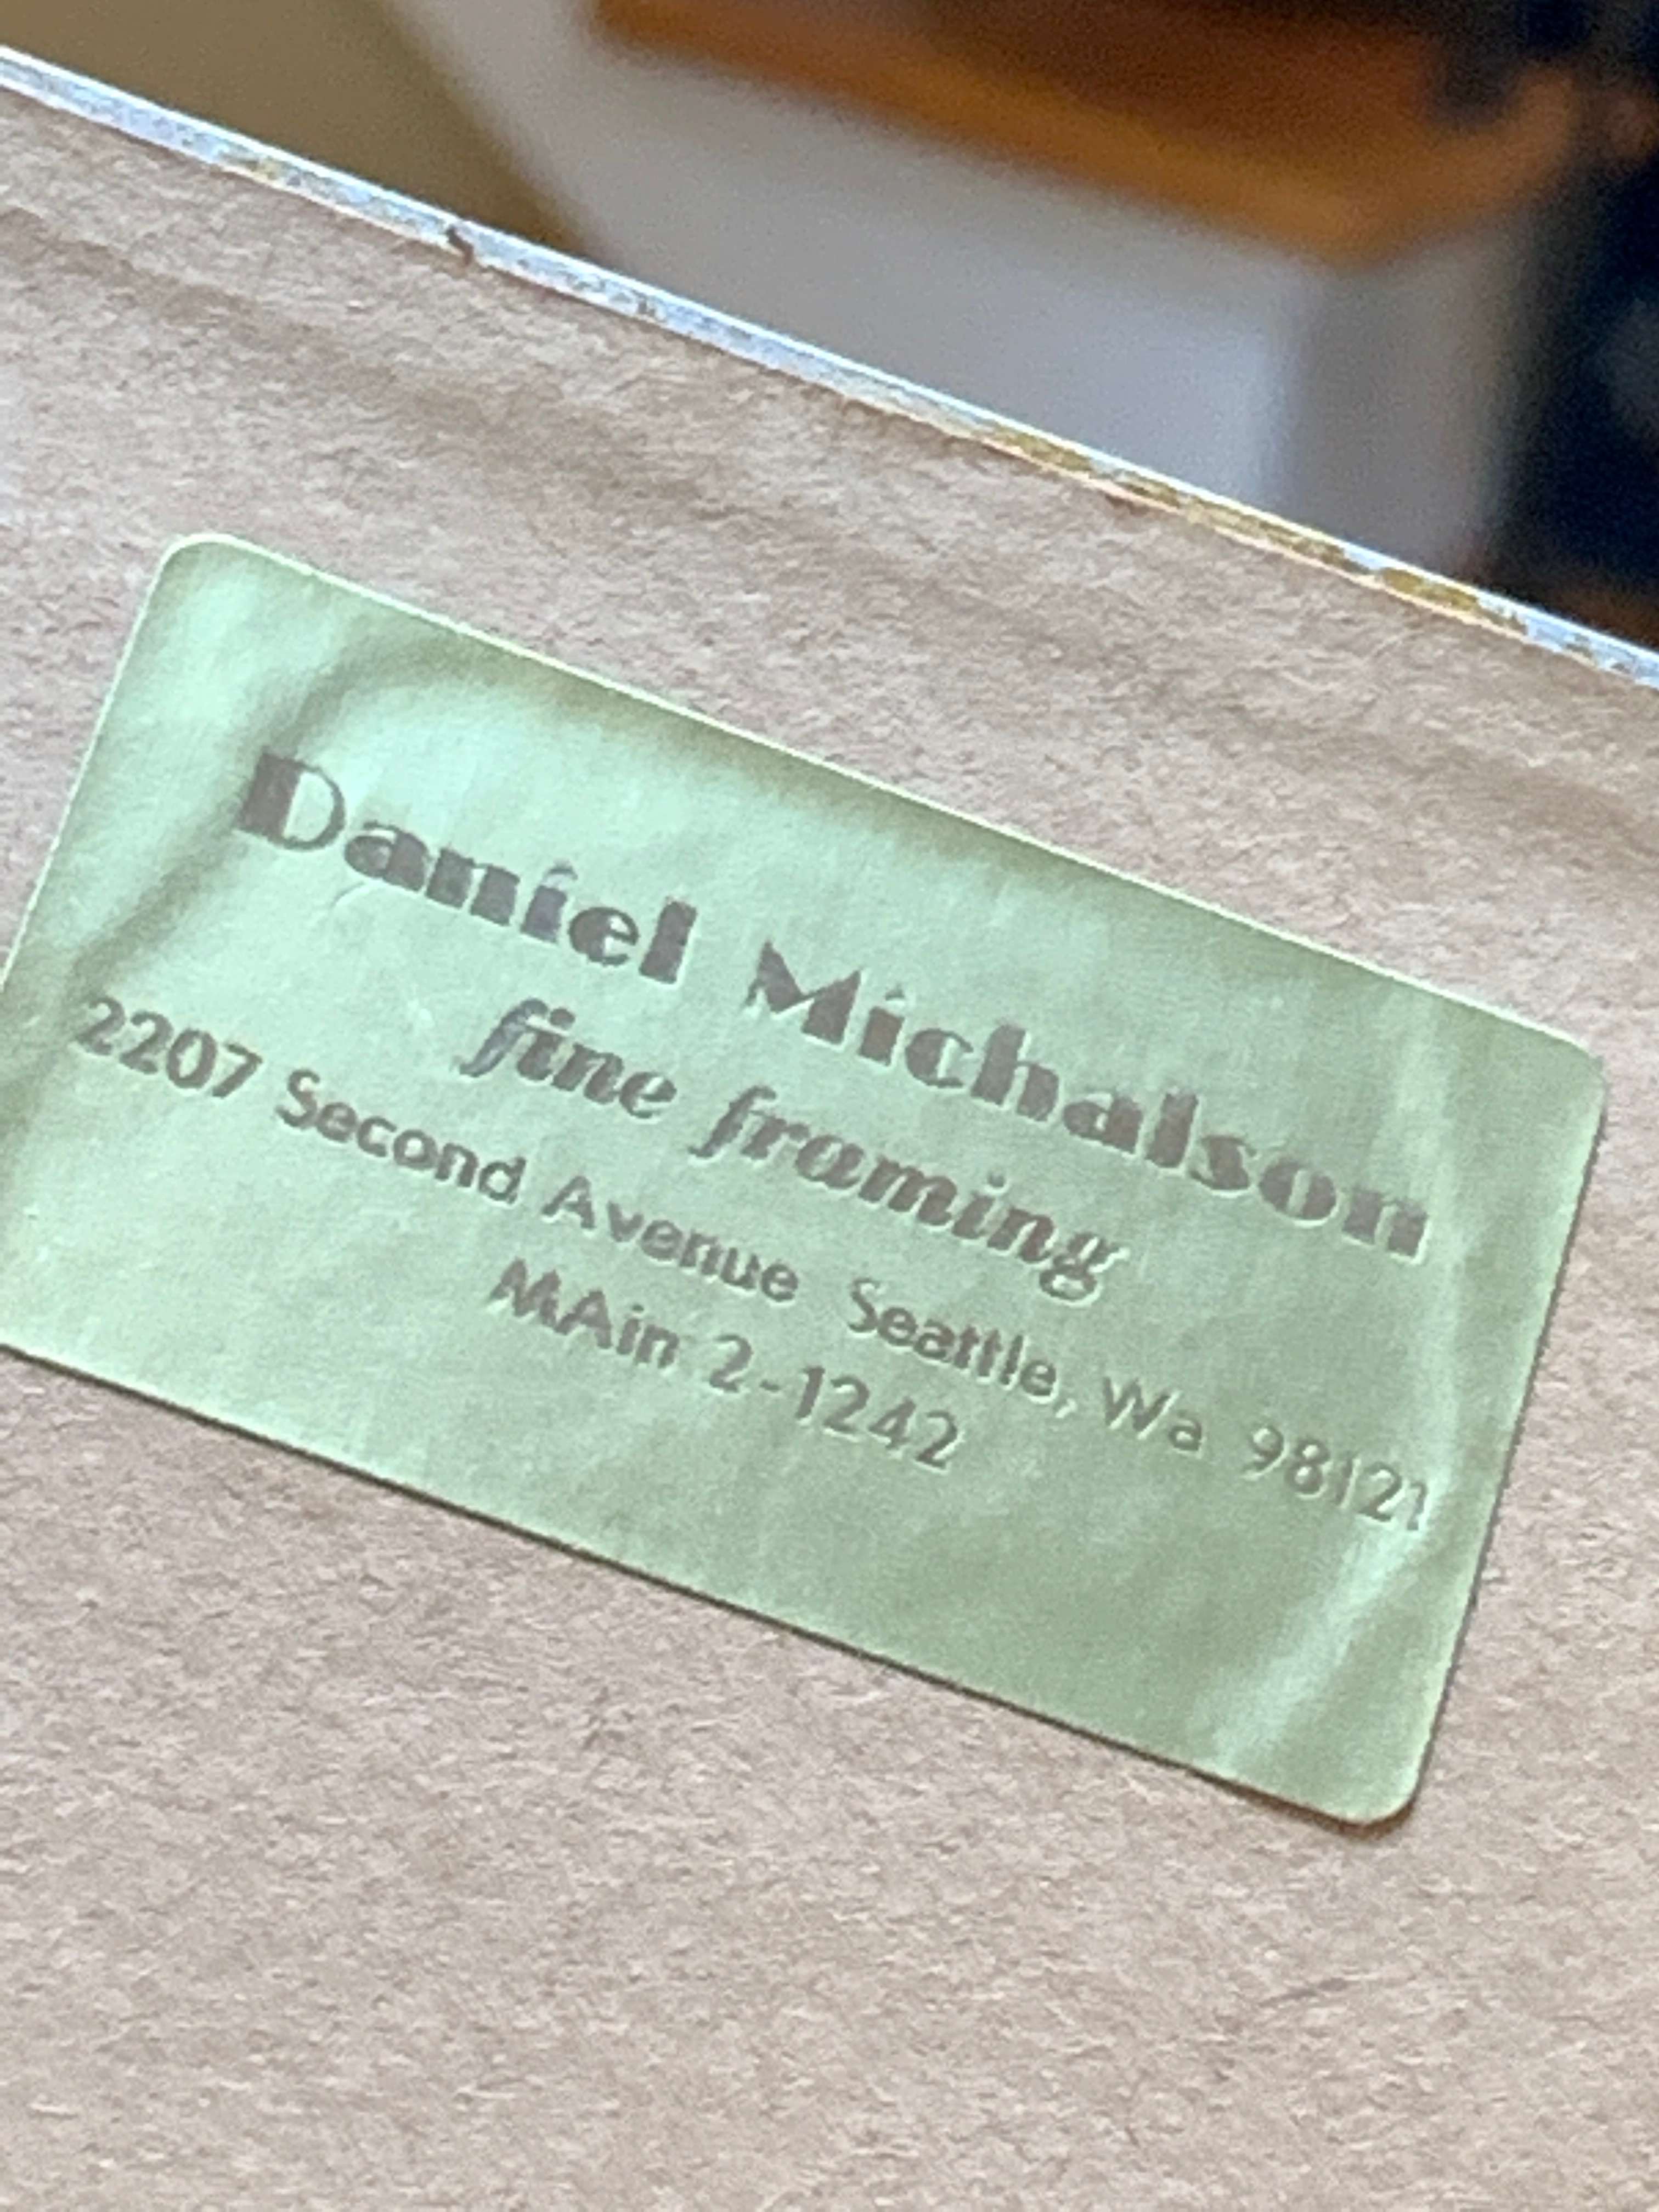 Daniel Michalson
fine framing
2207 Second Avenue Seattle, Wa 98121
MAin 2-1242